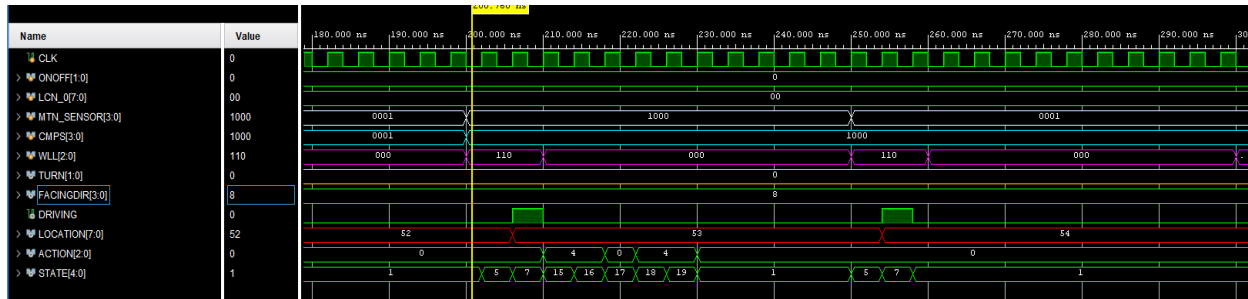 200.760 ns
Name Value 180.000 ns 190.000 ns 200.000 ns 210.000 ns 220.000 ns 230.000 ns 240.000 ns 250.000 ns 260.000 ns 270.000 ns 280.000 ns 290.000 ns 30
CLK 0
ONOFF[1:0] 0 0
LCN_0[7:0] 00 00
MTN_SENSOR[3:0] 1000 0001 1000 0001
CMPS[3:0] 1000 0001 1000
WLL[2:0] 110 000 110 000 110 000
TURN[1:0] 0 0
FACINGDIR[3:0] 8 8
DRIVING 0
LOCATION[7:0] 52 52 53 54
ACTION[2:0] 0 0 4 0 4 0
STATE[4:0] 1 1 5 7 15 16 17 18 19 1 5 7 1